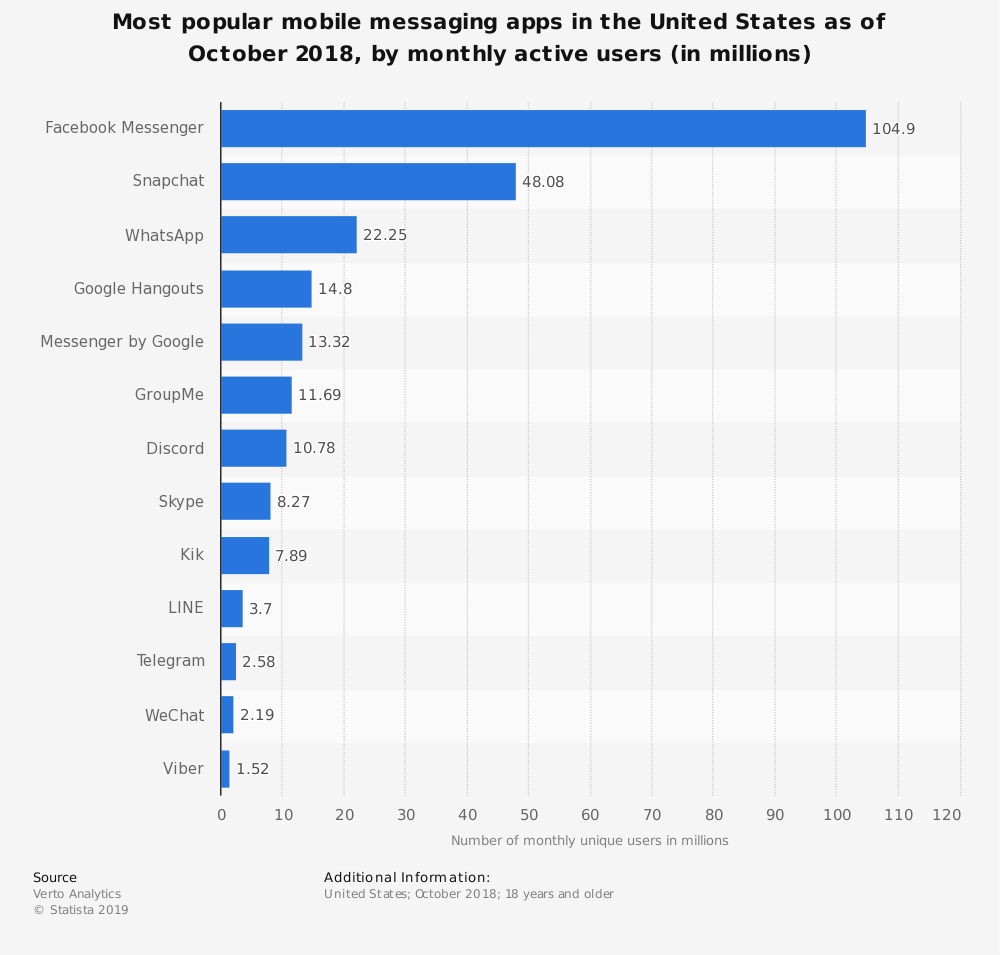 Most popular mobile messaging apps in the United States as of
October 2018, by monthly active users (in millions)
Facebook Messenger 104.9
Snapchat 48.08
WhatsApp 22.25
Google Hangouts 14.8
Messenger by Google 13.32
GroupMe 11.69
Discord 10.78
Skype 8.27
Kik 7.89
LINE 3.7
Telegram 2.58
WeChat 2.19
Viber 1.52
0 10 20 30 40 50 60 70 80 90 100 110 120
Number of monthly unique users in millions
Source
Verto Analytics
© Statista 2019
Additional Information:
United States; October 2018; 18 years and older